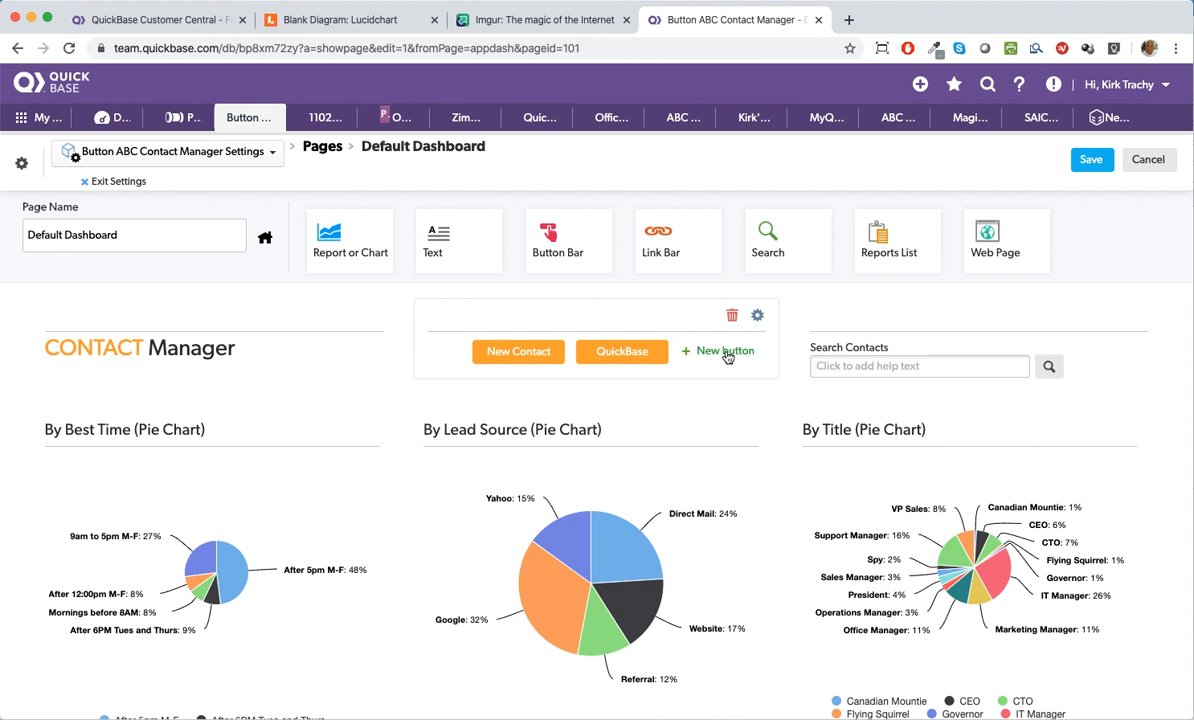 QuickBase Customer Central - F
Blank Diagram: Lucidchart
Imgur: The magic of the Internet
Button ABC Contact Manager - D
team.quickbase.com/db/bp8xm72zy?a=showpage&edit=1&fromPage=appdash&pageid=101
QUICK
BASE
Hi, Kirk Trachy
My ...
D...
P...
Button ...
1102...
O...
Zim...
Quic...
Offic...
ABC ...
Kirk'...
MyQ...
ABC ...
Magi...
SAIC...
Ne...
Button ABC Contact Manager Settings
Pages
Default Dashboard
Save
Cancel
Exit Settings
Page Name
Default Dashboard
Report or Chart
Text
Button Bar
Link Bar
Search
Reports List
Web Page
CONTACT Manager
New Contact
QuickBase
+ New button
Search Contacts
Click to add help text
By Best Time (Pie Chart)
By Lead Source (Pie Chart)
By Title (Pie Chart)
9am to 5pm M-F: 27%
After 5pm M-F: 48%
After 12:00pm M-F: 8%
Mornings before 8AM: 8%
After 6PM Tues and Thurs: 9%
Yahoo: 15%
Direct Mail: 24%
Google: 32%
Website: 17%
Referral: 12%
VP Sales: 8%
Canadian Mountie: 1%
CEO: 6%
Support Manager: 16%
CTO: 7%
Spy: 2%
Flying Squirrel: 1%
Sales Manager: 3%
Governor: 1%
President: 4%
IT Manager: 26%
Operations Manager: 3%
Office Manager: 11%
Marketing Manager: 11%
Canadian Mountie
CEO
CTO
Flying Squirrel
Governor
IT Manager
After 5pm M-F
After 6PM Tues and Thurs